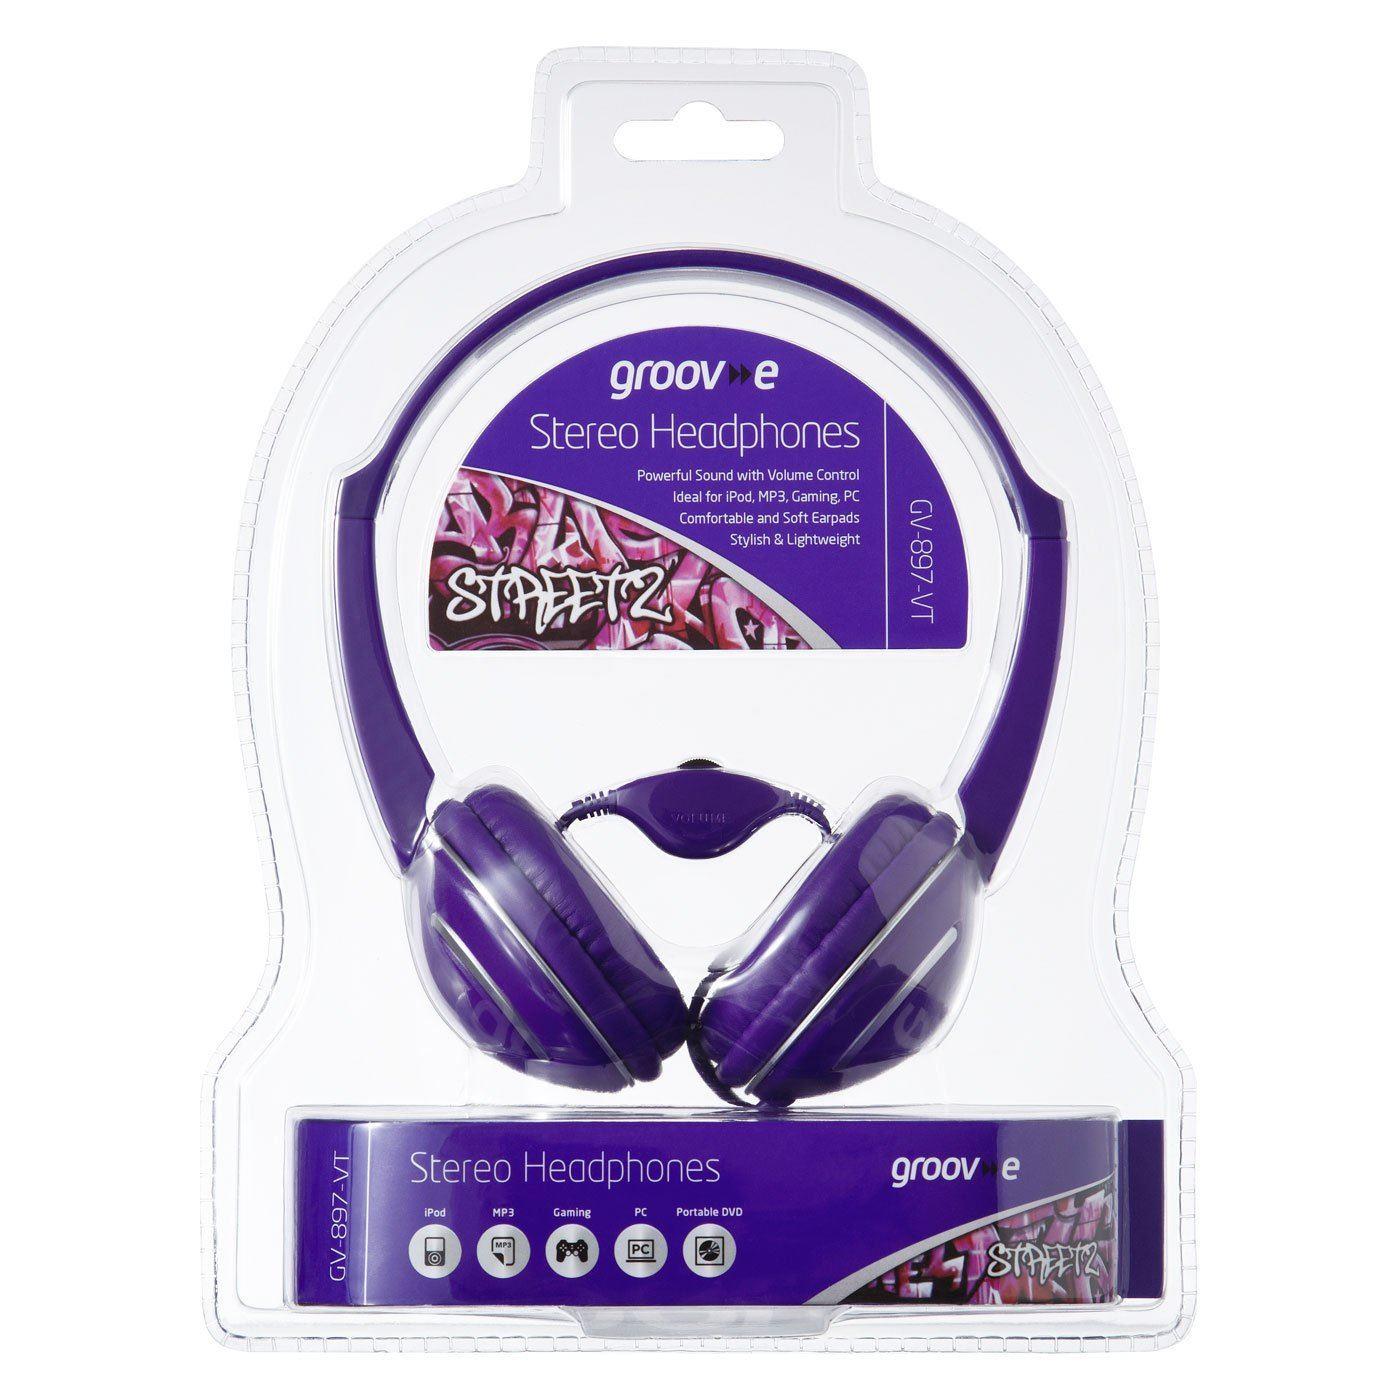 groov e
Stereo Headphones
Powerful Sound with Volume Control
Ideal for iPod, MP3, Gaming, PC
Comfortable and Soft Earpads
Stylish & Lightweight
GV-897-VT
STREETZ
VOLUME
GV-897-VT
Stereo Headphones
iPod MP3 Gaming PC Portable DVD
MP3 PC
groov e
STREETZ